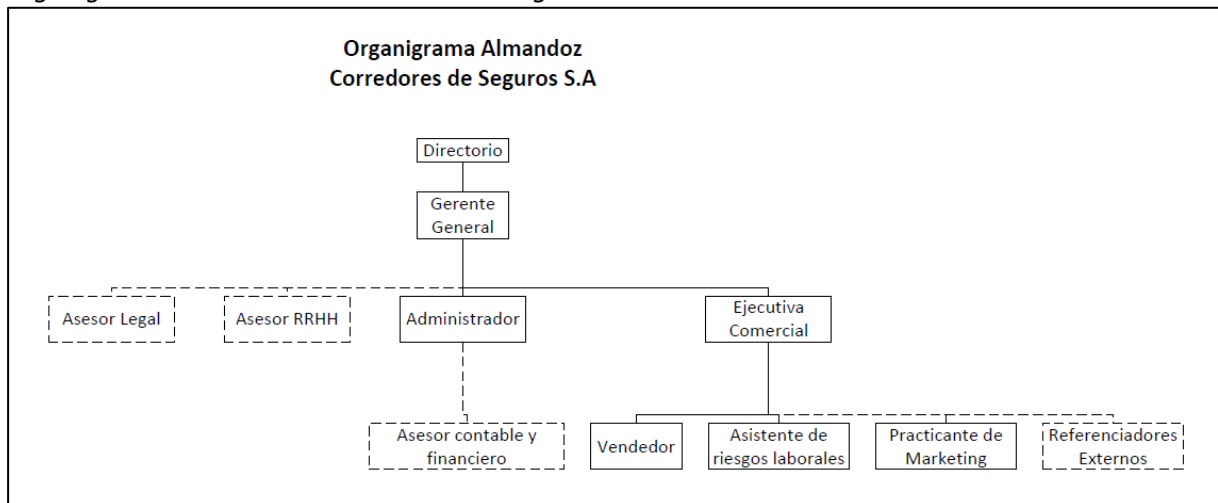 Organigrama Almandoz
Corredores de Seguros S.A
Directorio
Gerente
General
Asesor Legal
Asesor RRHH
Administrador
Ejecutiva
Comercial
Asesor contable y
financiero
Vendedor
Asistente de
riesgos laborales
Practicante de
Marketing
Referenciadores
Externos